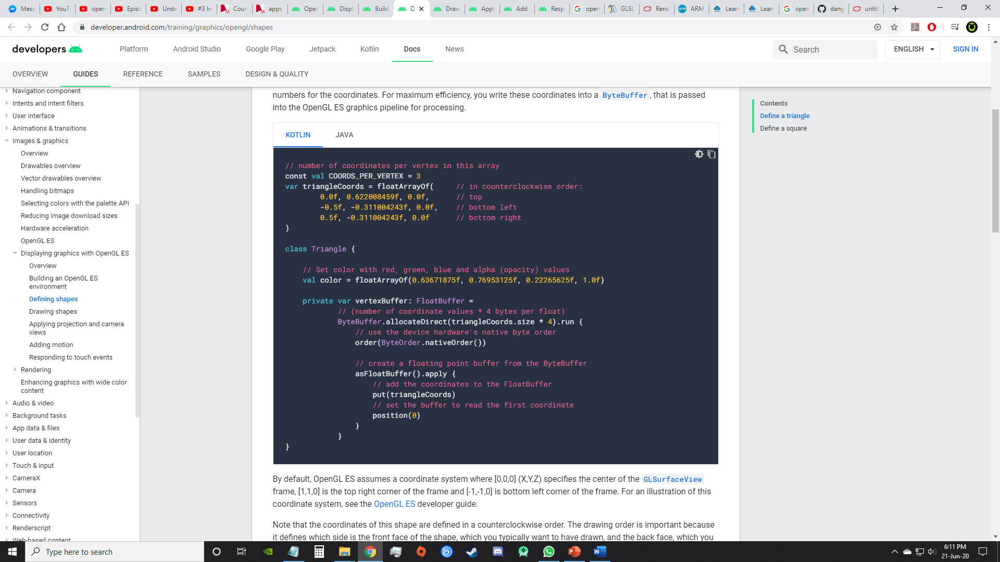 Mess
YouTu
open
Episo
Unde
#3 In
Cours
apps.
Open
Displa
Build
D
Draw
Apply
Add
Resp
open
GLSL
Rend
ARM
Learn
Learn
open
dang
untitl
developer.android.com/training/graphics/opengl/shapes
developers
Platform
Android Studio
Google Play
Jetpack
Kotlin
Docs
News
Search
ENGLISH
SIGN IN
OVERVIEW
GUIDES
REFERENCE
SAMPLES
DESIGN & QUALITY
Navigation component
Intents and intent filters
User interface
Animations & transitions
Images & graphics
Overview
Drawables overview
Vector drawables overview
Handling bitmaps
Selecting colors with the palette API
Reducing image download sizes
Hardware acceleration
OpenGL ES
Displaying graphics with OpenGL ES
Overview
Building an OpenGL ES
environment
Defining shapes
Drawing shapes
Applying projection and camera
views
Adding motion
Responding to touch events
Rendering
Enhancing graphics with wide color
content
Audio & video
Background tasks
App data & files
User data & identity
User location
Touch & input
CameraX
Camera
Sensors
Connectivity
Renderscript
Web-based content
numbers for the coordinates. For maximum efficiency, you write these coordinates into a ByteBuffer, that is passed
into the OpenGL ES graphics pipeline for processing.
KOTLIN
JAVA
// number of coordinates per vertex in this array
const val COORDS_PER_VERTEX = 3
var triangleCoords = floatArrayOf(     // in counterclockwise order:
        0.0f, 0.622008459f, 0.0f,      // top
        -0.5f, -0.311004243f, 0.0f,    // bottom left
        0.5f, -0.311004243f, 0.0f      // bottom right
)
class Triangle {
    // Set color with red, green, blue and alpha (opacity) values
    val color = floatArrayOf(0.63671875f, 0.76953125f, 0.22265625f, 1.0f)
    private var vertexBuffer: FloatBuffer =
            // (number of coordinate values * 4 bytes per float)
            ByteBuffer.allocateDirect(triangleCoords.size * 4).run {
                // use the device hardware's native byte order
                order(ByteOrder.nativeOrder())
                // create a floating point buffer from the ByteBuffer
                asFloatBuffer().apply {
                    // add the coordinates to the FloatBuffer
                    put(triangleCoords)
                    // set the buffer to read the first coordinate
                    position(0)
                }
            }
}
By default, OpenGL ES assumes a coordinate system where [0,0,0] (X,Y,Z) specifies the center of the GLSurfaceView
frame, [1,1,0] is the top right corner of the frame and [-1,-1,0] is bottom left corner of the frame. For an illustration of this
coordinate system, see the OpenGL ES developer guide.
Note that the coordinates of this shape are defined in a counterclockwise order. The drawing order is important because
it defines which side is the front face of the shape, which you typically want to have drawn, and the back face, which you
Contents
Define a triangle
Define a square
Type here to search
6:11 PM
21-Jun-20